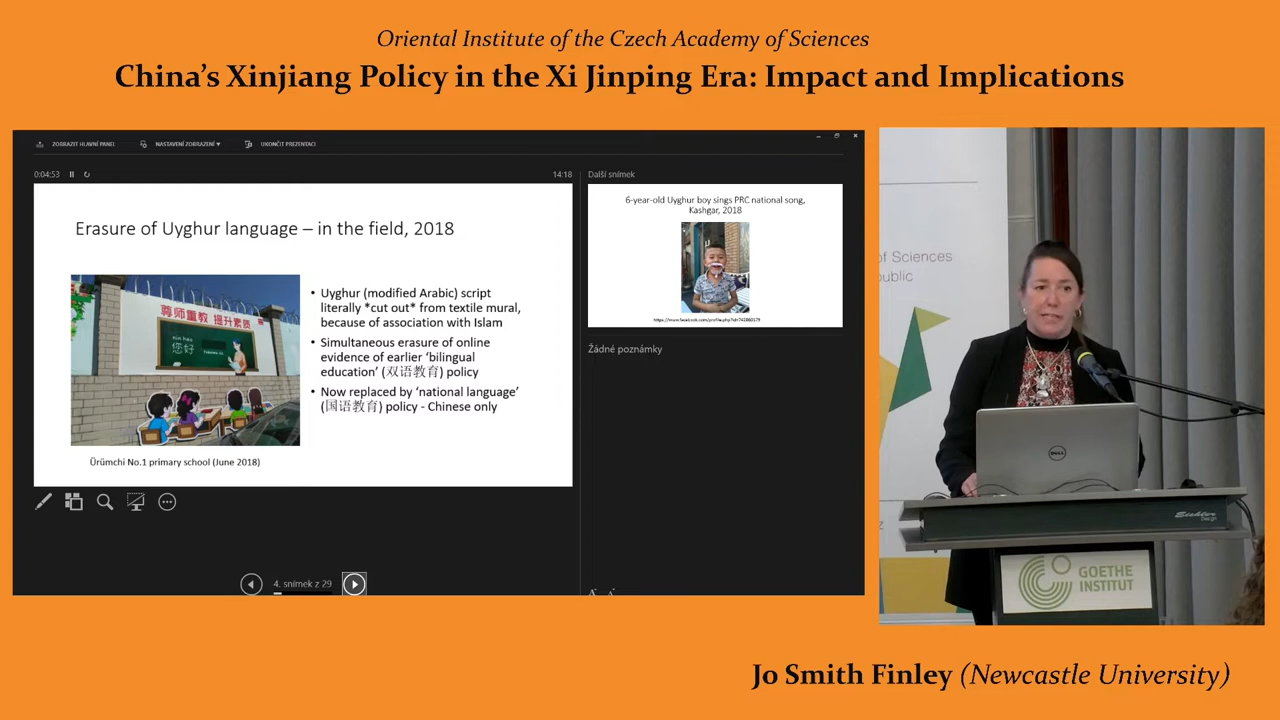 Oriental Institute of the Czech Academy of Sciences
China's Xinjiang Policy in the Xi Jinping Era: Impact and Implications
ZOBRAZIT HLAVNÍ PANEL
NASTAVENÍ ZOBRAZENÍ ▾
UKONČIT PREZENTACI
0:04:53
14:18
Erasure of Uyghur language – in the field, 2018
尊师重教 提升素质
nin hao
您好
• Uyghur (modified Arabic) script
literally *cut out* from textile mural,
because of association with Islam
• Simultaneous erasure of online
evidence of earlier 'bilingual
education' (双语教育) policy
• Now replaced by 'national language'
(国语教育) policy - Chinese only
Ürümchi No.1 primary school (June 2018)
4. snímek z 29
Další snímek
6-year-old Uyghur boy sings PRC national song,
Kashgar, 2018
Žádné poznámky
of Sciences
public
DELL
Eichler
Design
GOETHE
INSTITUT
Jo Smith Finley (Newcastle University)